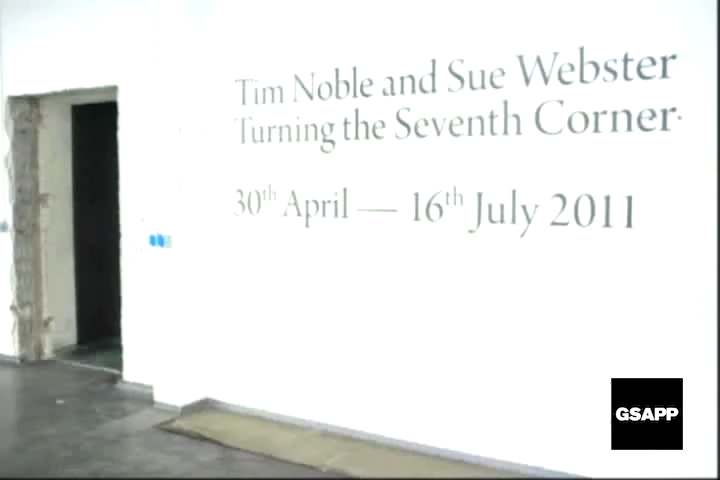 Tim Noble and Sue Webster
Turning the Seventh Corner
30th April — 16th July 2011
GSAPP